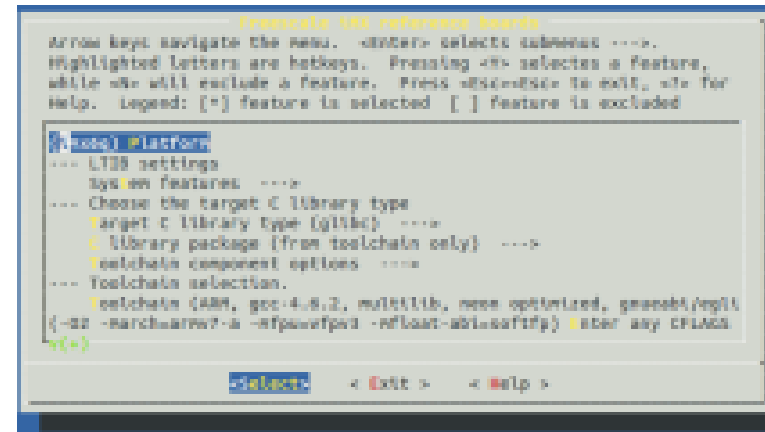 Freescale iMX reference boards
Arrow keys navigate the menu. <Enter> selects submenus --->.
Highlighted letters are hotkeys. Pressing <Y> selectes a feature,
while <N> will exclude a feature. Press <Esc><Esc> to exit, <?> for
Help. Legend: [*] feature is selected [ ] feature is excluded
Platform
--- LTIB settings
System features --->
--- Choose the target C library type
Target C library type (glibc) --->
C library package (from toolchain only) --->
Toolchain component options --->
--- Toolchain selection.
Toolchain (ARM, gcc-4.6.2, multilib, neon optimized, gnueabi/egli
(-O2 -march=armv7-a -mfpu=vfpv3 -mfloat-abi=softfp) Enter any CFLAGS
v(+)
<Select> < Exit > < Help >